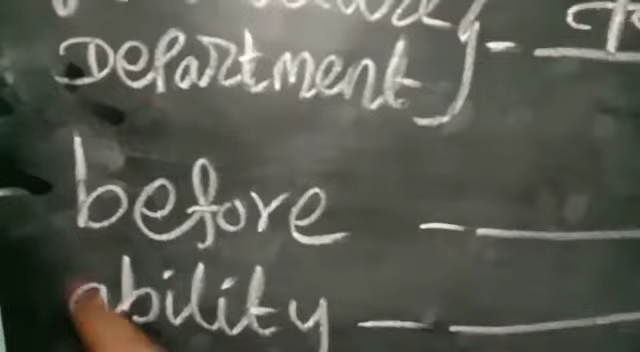 Department} -
before -
ability -